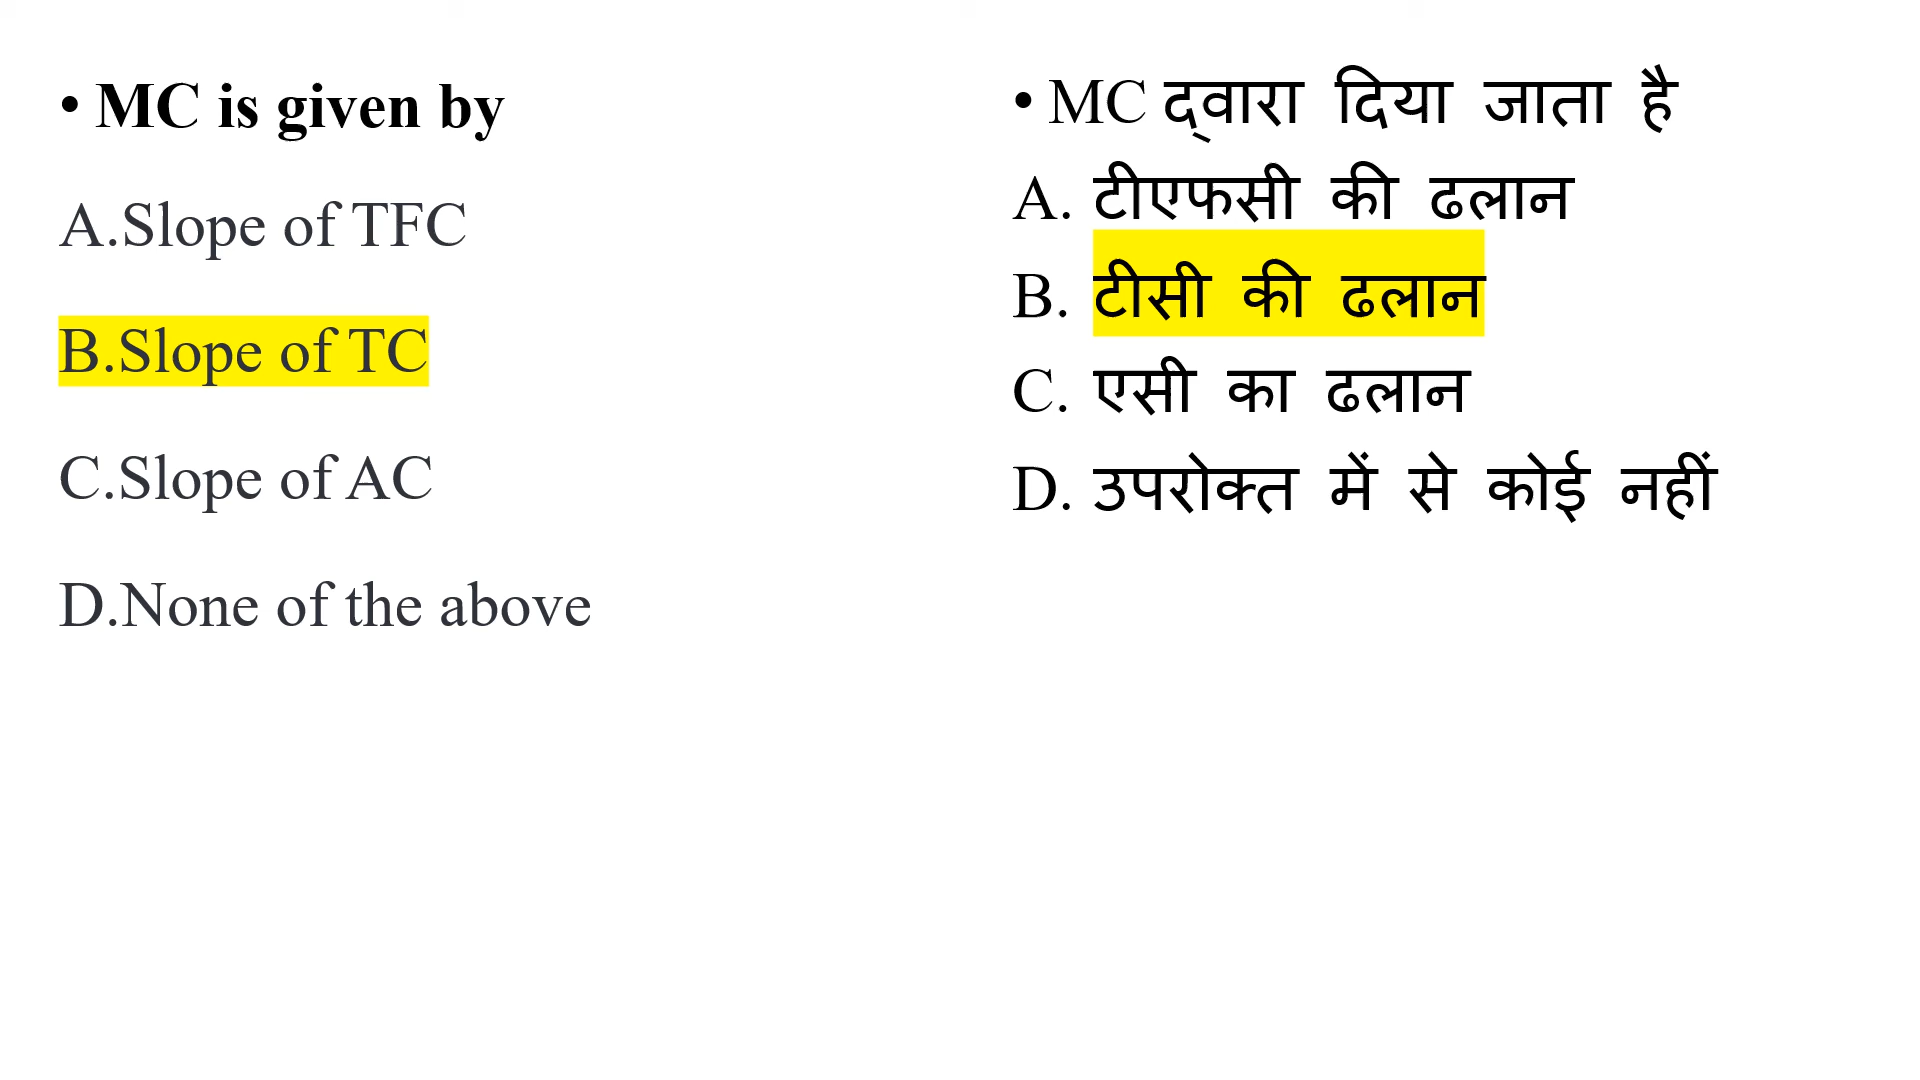 • MC is given by
A.Slope of TFC
B.Slope of TC
C.Slope of AC
D.None of the above
• MC द्वारा दिया जाता है
A. टीएफसी की ढलान
B. टीसी की ढलान
C. एसी का ढलान
D. उपरोक्त में से कोई नहीं